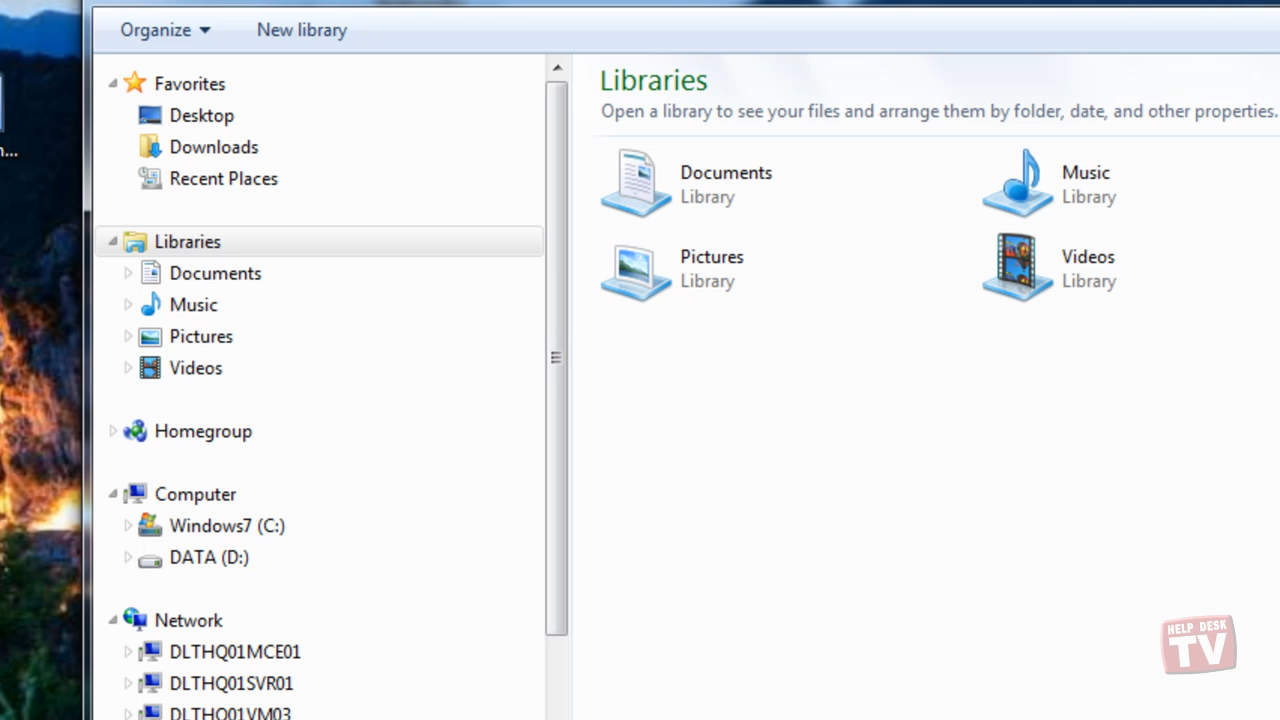 Organize
New library
Favorites
Desktop
Downloads
Recent Places
Libraries
Documents
Music
Pictures
Videos
Homegroup
Computer
Windows7 (C:)
DATA (D:)
Network
DLTHQ01MCE01
DLTHQ01SVR01
DLTHQ01VM03
Libraries
Open a library to see your files and arrange them by folder, date, and other properties.
Documents
Library
Music
Library
Pictures
Library
Videos
Library
HELP DESK
TV